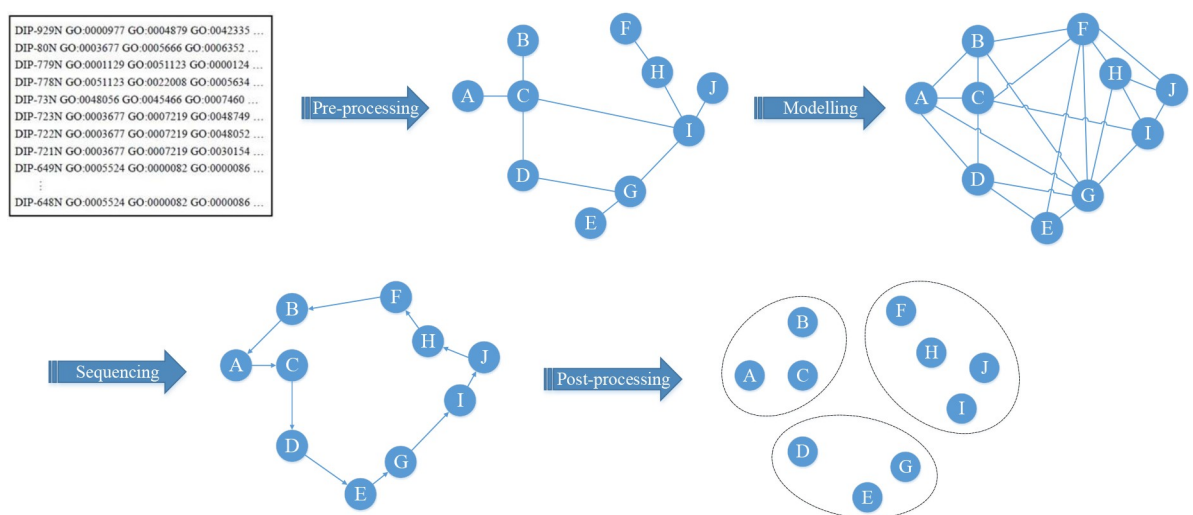 DIP-929N GO:0000977 GO:0004879 GO:0042335 ...
DIP-80N GO:0003677 GO:0005666 GO:0006352 ...
DIP-779N GO:0001129 GO:0051123 GO:0000124 ...
DIP-778N GO:0051123 GO:0022008 GO:0005634 ...
DIP-73N GO:0048056 GO:0045466 GO:0007460 ...
DIP-723N GO:0003677 GO:0007219 GO:0048749 ...
DIP-722N GO:0003677 GO:0007219 GO:0048052 ...
DIP-721N GO:0003677 GO:0007219 GO:0030154 ...
DIP-649N GO:0005524 GO:0000082 GO:0000086 ...
⋮
DIP-648N GO:0005524 GO:0000082 GO:0000086 ...
Pre-processing
B
F
H
J
A
C
I
D
G
E
Modelling
F
B
H
J
A
C
I
D
G
E
Sequencing
F
B
H
J
A
C
I
D
G
E
Post-processing
B
A
C
F
H
J
I
D
G
E